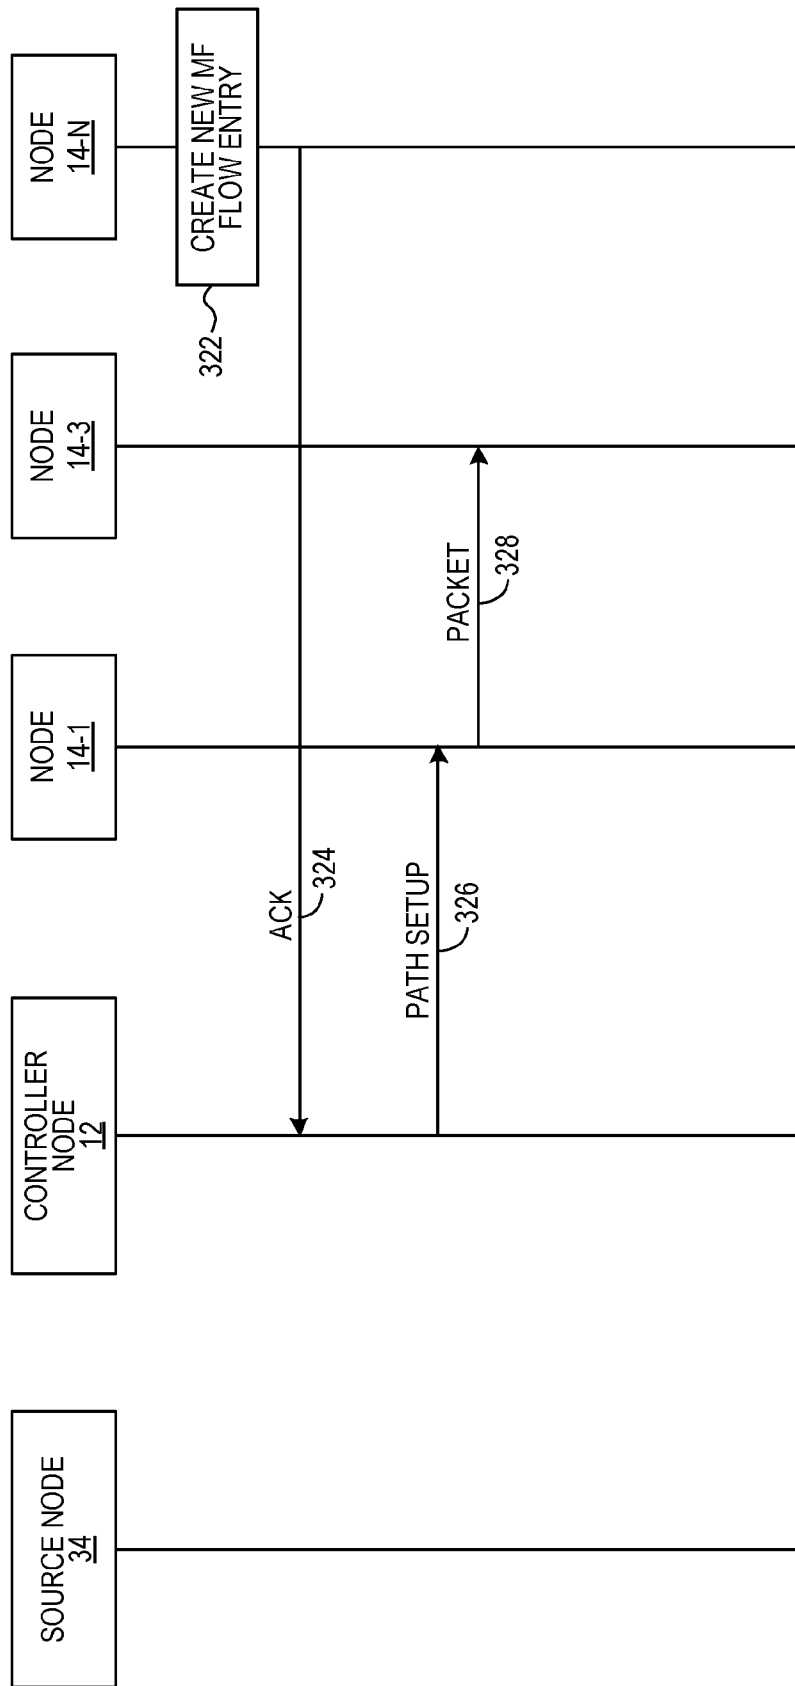 SOURCE NODE
34
CONTROLLER
NODE
12
NODE
14-1
NODE
14-3
NODE
14-N
CREATE NEW MF
FLOW ENTRY
322
ACK
324
PATH SETUP
326
PACKET
328